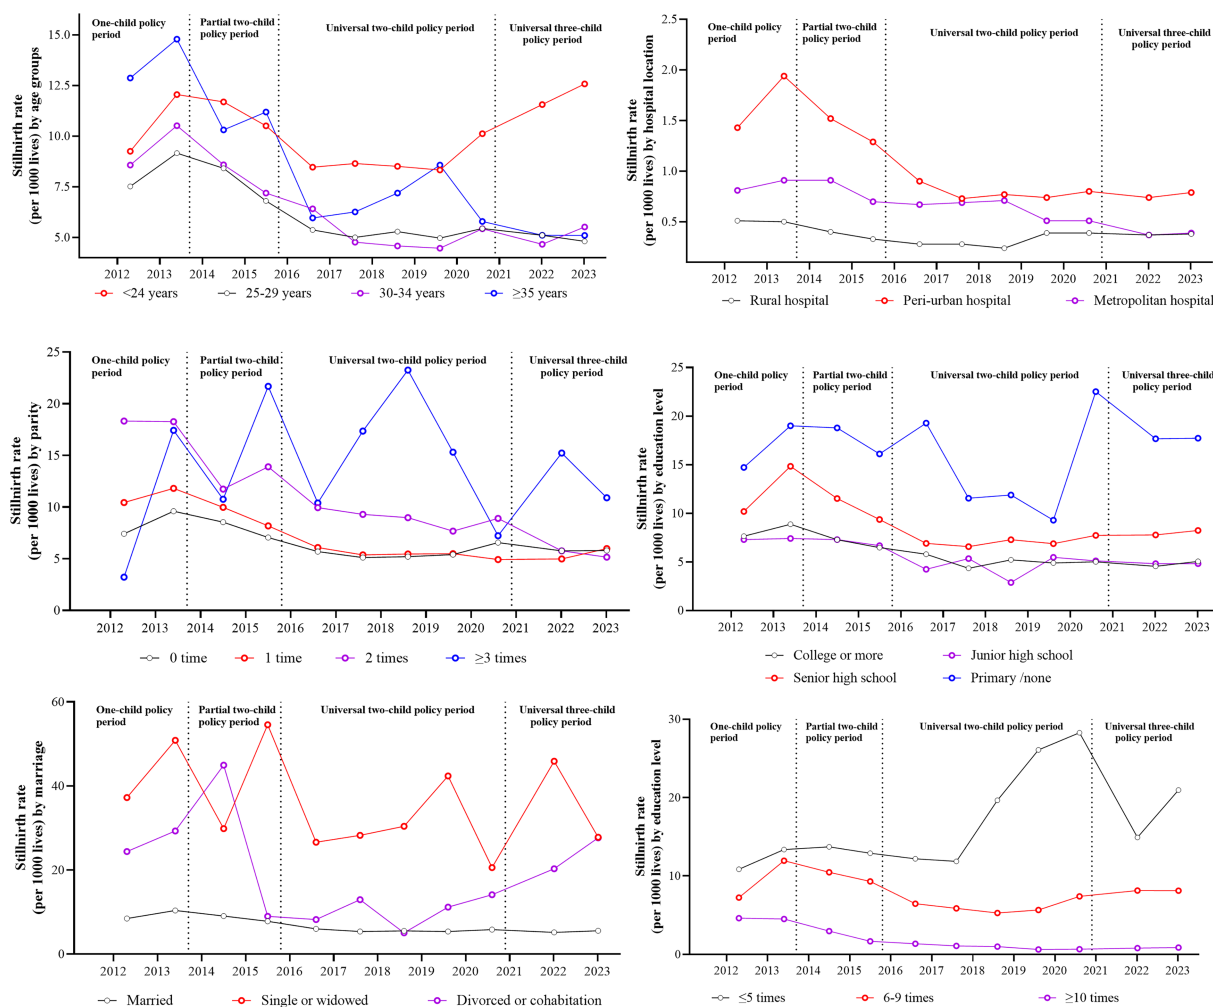 One-child policy
period
Partial two-child
policy period
Universal two-child policy period
Universal three-child
policy period
Stillnirth rate
(per 1000 lives) by age groups
15.0
12.5
10.0
7.5
5.0
2012 2013 2014 2015 2016 2017 2018 2019 2020 2021 2022 2023
<24 years 25-29 years 30-34 years ≥35 years
One-child policy
period
Partial two-child
policy period
Universal two-child policy period
Universal three-child
policy period
Stillnirth rate
(per 1000 lives) by hospital location
2.5
2.0
1.5
1.0
0.5
2012 2013 2014 2015 2016 2017 2018 2019 2020 2021 2022 2023
Rural hospital Peri-urban hospital Metropolitan hospital
One-child policy
period
Partial two-child
policy period
Universal two-child policy period
Universal three-child
policy period
Stillnirth rate
(per 1000 lives) by parity
25
20
15
10
5
0
2012 2013 2014 2015 2016 2017 2018 2019 2020 2021 2022 2023
0 time 1 time 2 times ≥3 times
One-child policy
period
Partial two-child
policy period
Universal two-child policy period
Universal three-child
policy period
Stillnirth rate
(per 1000 lives) by education level
25
20
15
10
5
0
2012 2013 2014 2015 2016 2017 2018 2019 2020 2021 2022 2023
College or more Junior high school
Senior high school Primary /none
One-child policy
period
Partial two-child
policy period
Universal two-child policy period
Universal three-child
policy period
Stillnirth rate
(per 1000 lives) by marriage
60
40
20
0
2012 2013 2014 2015 2016 2017 2018 2019 2020 2021 2022 2023
Married Single or widowed Divorced or cohabitation
One-child policy
period
Partial two-child
policy period
Universal two-child policy period
Universal three-child
policy period
Stillnirth rate
(per 1000 lives) by education level
30
20
10
0
2012 2013 2014 2015 2016 2017 2018 2019 2020 2021 2022 2023
≤5 times 6-9 times ≥10 times